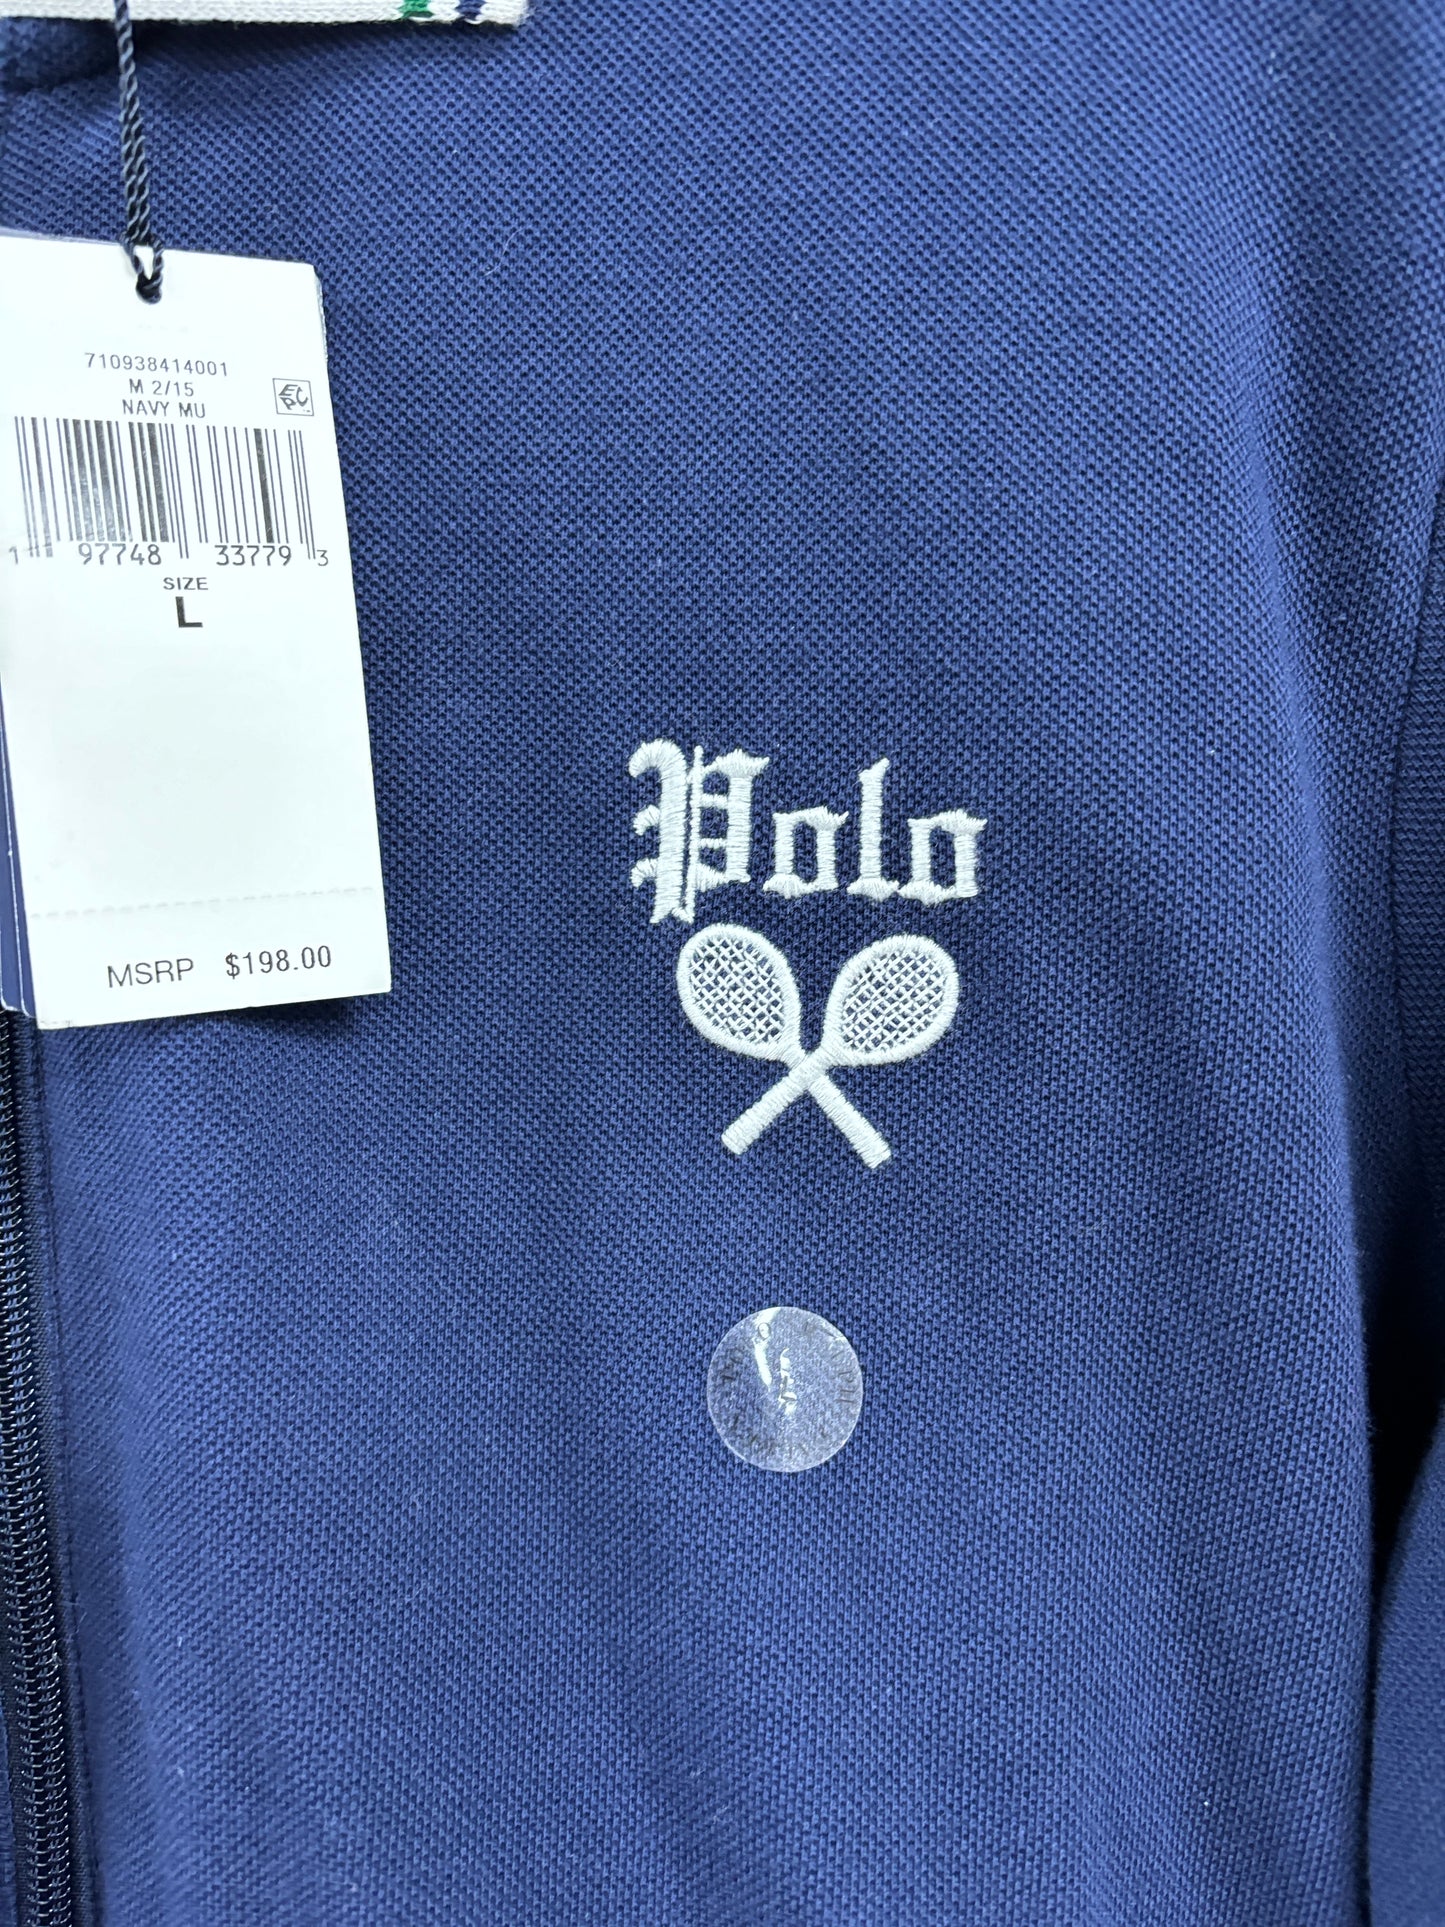 710938414001
M 2/15
NAVY MU
1 97748 33779 3
SIZE
L
MSRP $198.00
Polo